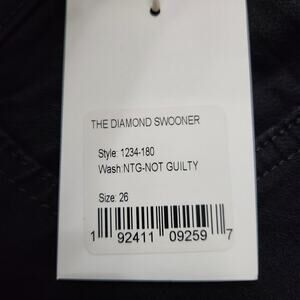 THE DIAMOND SWOONER
Style: 1234-180
Wash:NTG-NOT GUILTY
Size: 26
1 92411 09259 7